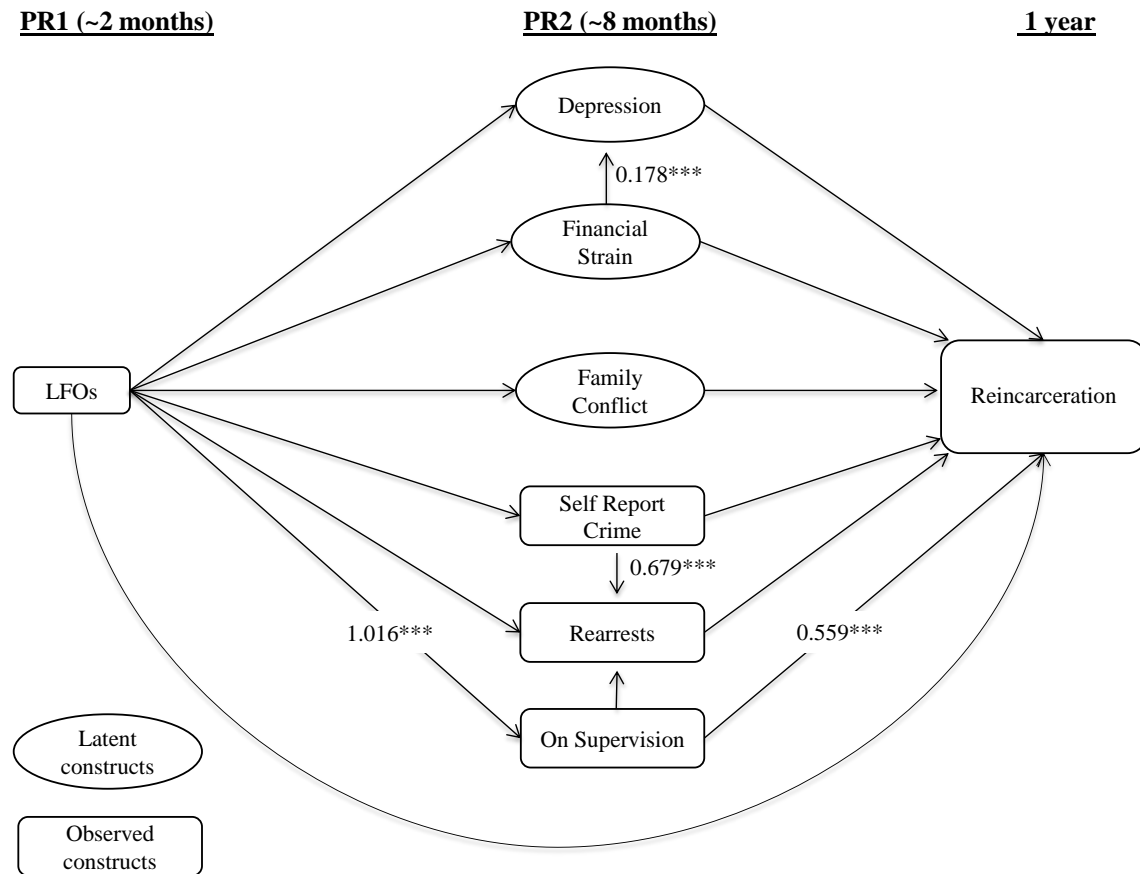 PR1 (~2 months)
PR2 (~8 months)
1 year
Depression
0.178***
Financial
Strain
LFOs
Family
Conflict
Reincarceration
Self Report
Crime
0.679***
1.016***
Rearrests
0.559***
On Supervision
Latent
constructs
Observed
constructs